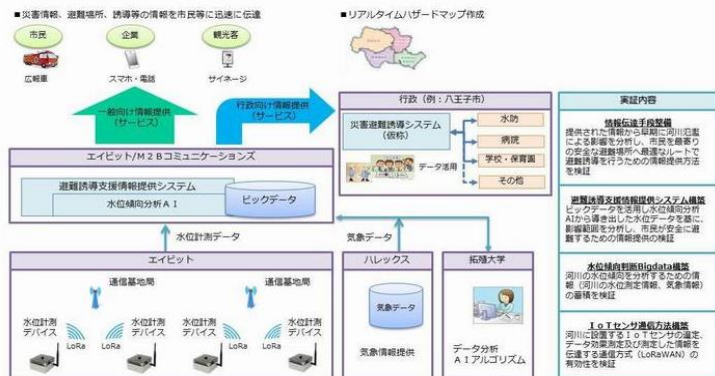 ■災害情報、避難場所、誘導等の情報を市民等に迅速に伝達
■リアルタイムハザードマップ作成
市民
企業
観光客
広報車
スマホ・電話
サイネージ
一般向け情報提供
(サービス)
行政向け情報提供
(サービス)
行政(例:八王子市)
災害避難誘導システム
(仮称)
データ活用
水防
病院
学校・保育園
その他
エイビット/M2Bコミュニケーションズ
避難誘導支援情報提供システム
水位傾向分析AI
ビックデータ
水位計測データ
気象データ
エイビット
通信基地局
通信基地局
水位計測
デバイス
LoRa
LoRa
水位計測
デバイス
水位計測
デバイス
LoRa
LoRa
水位計測
デバイス
ハレックス
気象データ
気象情報提供
拓殖大学
データ分析
AIアルゴリズム
実証内容
情報伝達手段整備
提供された情報から早期に河川氾濫
による影響を分析し、市民を最寄り
の安全な避難場所へ最適なルートで
避難誘導を行うための情報提供方法
を検証
避難誘導支援情報提供システム構築
ビックデータを活用し水位傾向分析
AIから導き出した水位データを基に、
影響範囲を分析し、市民が安全に避
難するための情報提供の検証
水位傾向判断Bigdata構築
河川の水位傾向を分析するための情
報(河川の水位測定情報、気象情報)
の蓄積を検証
IoTセンサ通信方法構築
河川に設置するIoTセンサの選定、
データ効果測定及び測定した情報を
伝達する通信方式(LoRaWAN)の
有効性を検証